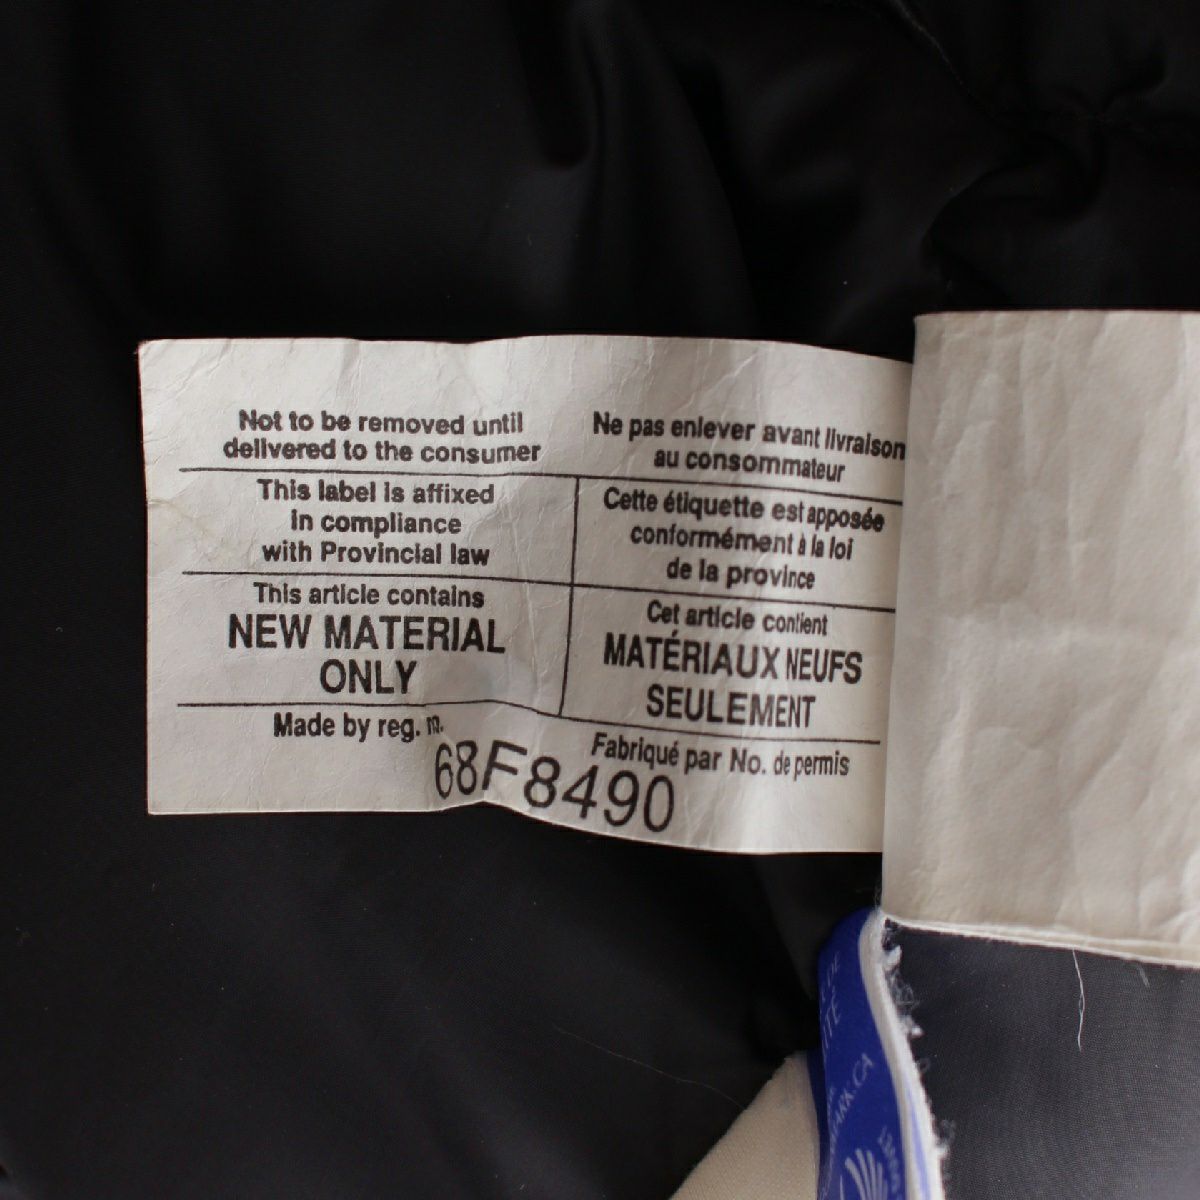 Not to be removed until
delivered to the consumer
Ne pas enlever avant livraison
au consommateur
This label is affixed
in compliance
with Provincial law
Cette étiquette est apposée
conformément à la loi
de la province
This article contains
NEW MATERIAL
ONLY
Cet article contient
MATÉRIAUX NEUFS
SEULEMENT
Made by reg. no.
Fabriqué par No. de permis
68F8490